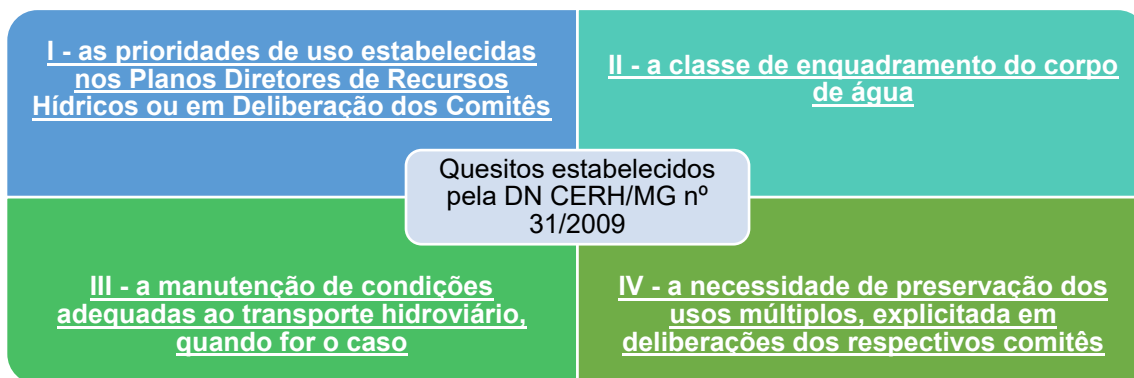 I - as prioridades de uso estabelecidas
nos Planos Diretores de Recursos
Hídricos ou em Deliberação dos Comitês
II - a classe de enquadramento do corpo
de água
Quesitos estabelecidos
pela DN CERH/MG nº
31/2009
III - a manutenção de condições
adequadas ao transporte hidroviário,
quando for o caso
IV - a necessidade de preservação dos
usos múltiplos, explicitada em
deliberações dos respectivos comitês